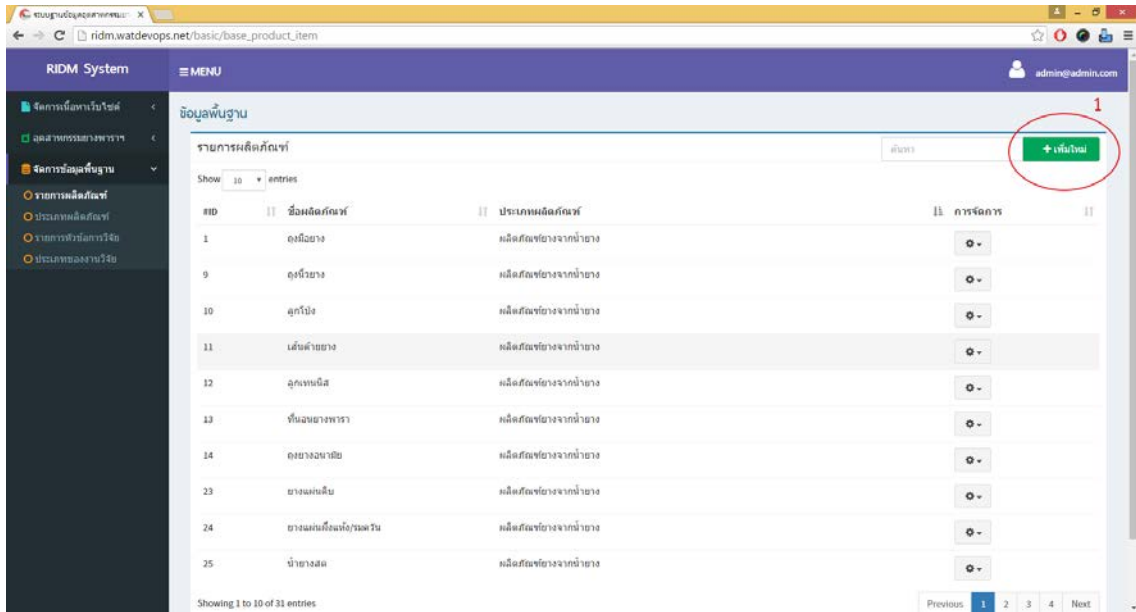 ระบบฐานข้อมูลอุตสาหกรรมยา
ridm.watdevops.net/basic/base_product_item
RIDM System
MENU
admin@admin.com
จัดการเนื้อหาเว็บไซต์
อุตสาหกรรมยางพาราฯ
จัดการข้อมูลพื้นฐาน
รายการผลิตภัณฑ์
ประเภทผลิตภัณฑ์
รายการหัวข้อการวิจัย
ประเภทของงานวิจัย
ข้อมูลพื้นฐาน
1
รายการผลิตภัณฑ์
ค้นหา
+ เพิ่มใหม่
Show 10 entries
#ID ชื่อผลิตภัณฑ์ ประเภทผลิตภัณฑ์ การจัดการ
1 ถุงมือยาง ผลิตภัณฑ์ยางจากน้ำยาง
9 ถุงนิ้วยาง ผลิตภัณฑ์ยางจากน้ำยาง
10 ลูกโป่ง ผลิตภัณฑ์ยางจากน้ำยาง
11 เส้นด้ายยาง ผลิตภัณฑ์ยางจากน้ำยาง
12 ลูกเทนนิส ผลิตภัณฑ์ยางจากน้ำยาง
13 ที่นอนยางพารา ผลิตภัณฑ์ยางจากน้ำยาง
14 ถุงยางอนามัย ผลิตภัณฑ์ยางจากน้ำยาง
23 ยางแผ่นดิบ ผลิตภัณฑ์ยางจากน้ำยาง
24 ยางแผ่นผึ่งแห้ง/รมควัน ผลิตภัณฑ์ยางจากน้ำยาง
25 น้ำยางสด ผลิตภัณฑ์ยางจากน้ำยาง
Showing 1 to 10 of 31 entries
Previous 1 2 3 4 Next